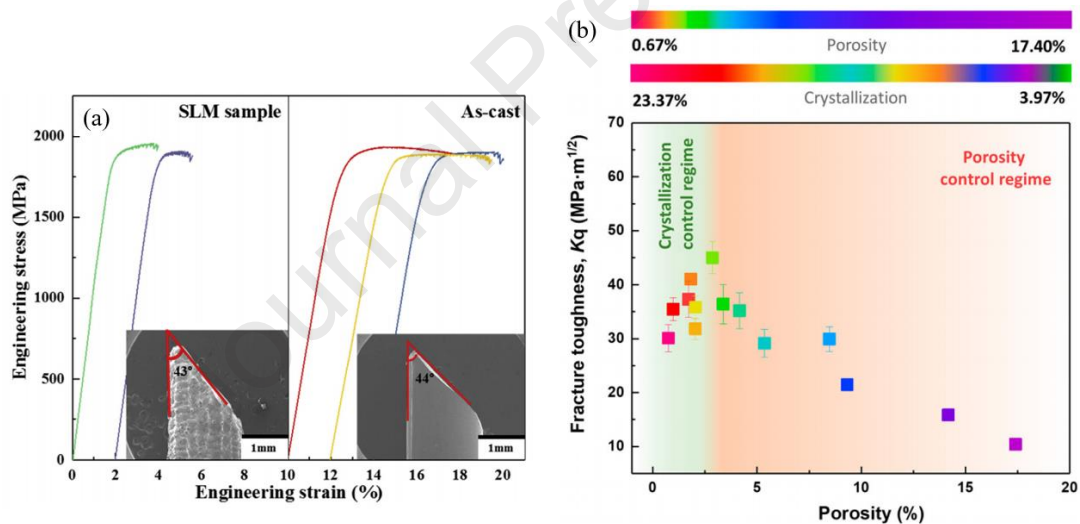 (a)
SLM sample
As-cast
2000
1500
1000
500
0
Engineering stress (MPa)
43°
44°
1mm
1mm
0 2 4 6 8 10 12 14 16 18 20
Engineering strain (%)
(b)
0.67% Porosity 17.40%
23.37% Crystallization 3.97%
70
60
50
40
30
20
10
Fracture toughness, Kq (MPa·m1/2)
Crystallization
control regime
Porosity
control regime
0 5 10 15 20
Porosity (%)